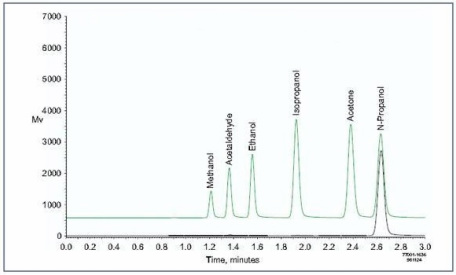 7000
6000
5000
4000
Mv
3000
2000
1000
0
Methanol
Acetaldehyde
Ethanol
Isopropanol
Acetone
N-Propanol
0.0 0.2 0.4 0.6 0.8 1.0 1.2 1.4 1.6 1.8 2.0 2.2 2.4 2.6 2.8 3.0
Time, minutes